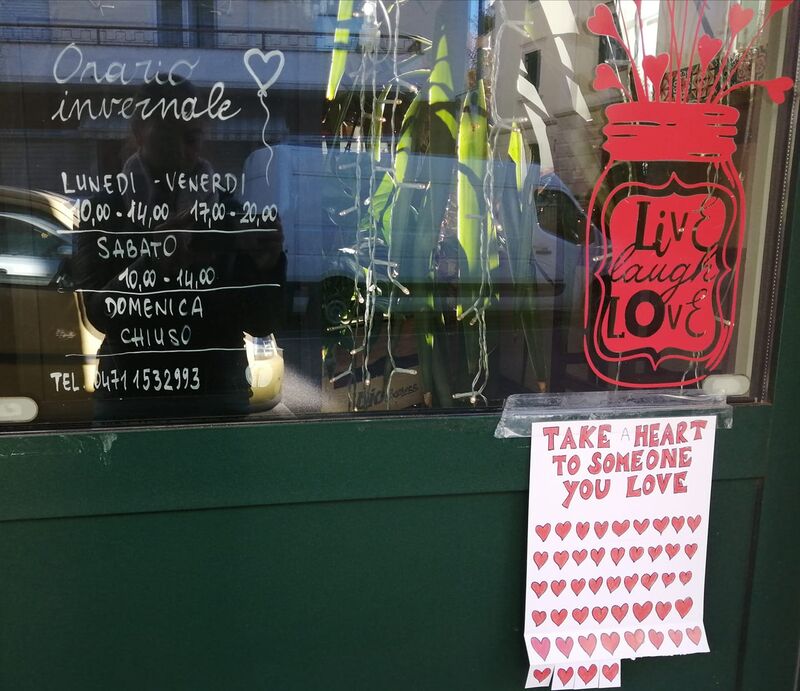 Orario
invernale
LUNEDI - VENERDI
10,00 - 14,00 17,00 - 20,00
SABATO
10,00 - 14,00
DOMENICA
CHIUSO
TEL. 0471 1532993
LiVE
laugh
LOVE
TAKE A HEART
TO SOMEONE
YOU LOVE